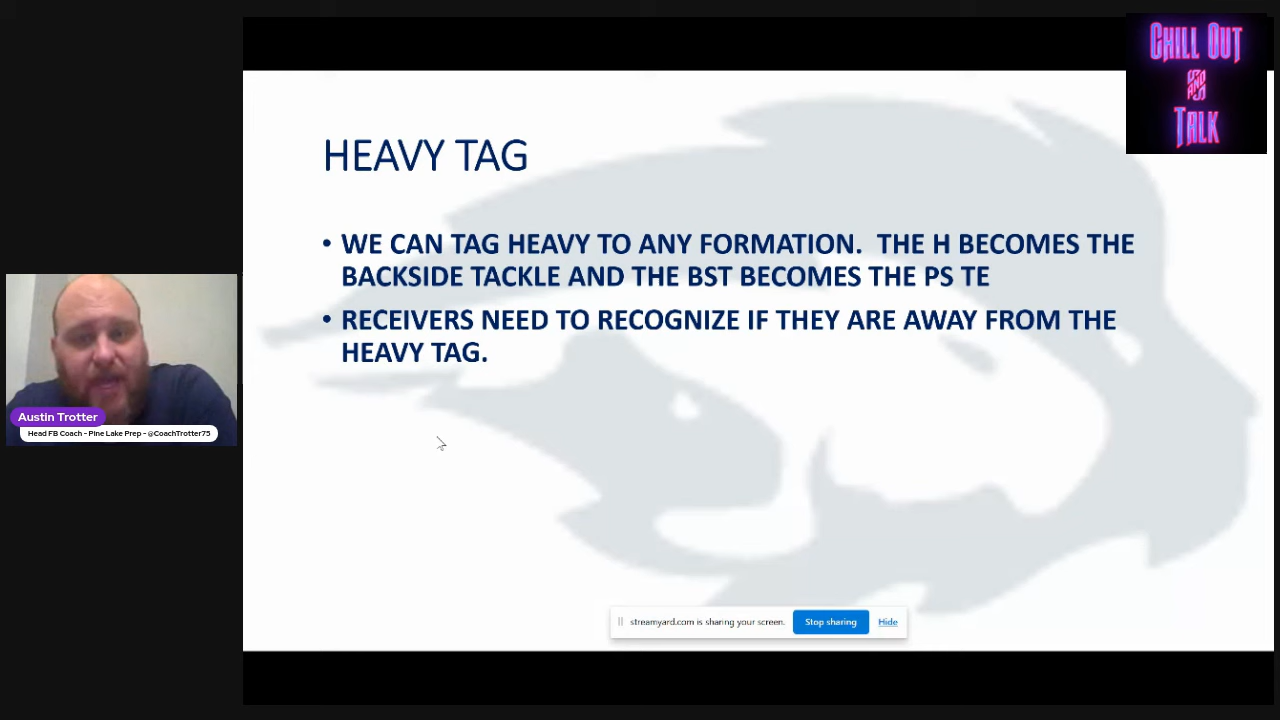 CHILL OUT
AND
TALK
HEAVY TAG
• WE CAN TAG HEAVY TO ANY FORMATION. THE H BECOMES THE
BACKSIDE TACKLE AND THE BST BECOMES THE PS TE
• RECEIVERS NEED TO RECOGNIZE IF THEY ARE AWAY FROM THE
HEAVY TAG.
Austin Trotter
Head FB Coach - Pine Lake Prep - @CoachTrotter75
streamyard.com is sharing your screen.
Stop sharing
Hide